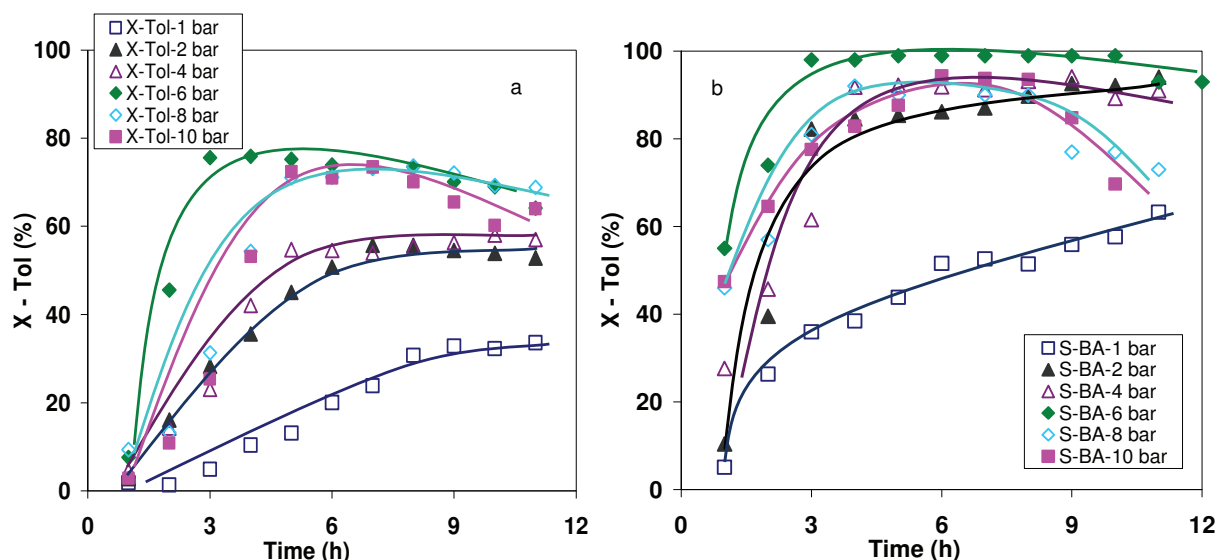 X-Tol-1 bar
X-Tol-2 bar
X-Tol-4 bar
X-Tol-6 bar
X-Tol-8 bar
X-Tol-10 bar
a
100
80
60
40
20
0
X - Tol (%)
0 3 6 9 12
Time (h)
b
100
80
60
40
20
0
X - Tol (%)
S-BA-1 bar
S-BA-2 bar
S-BA-4 bar
S-BA-6 bar
S-BA-8 bar
S-BA-10 bar
0 3 6 9 12
Time (h)